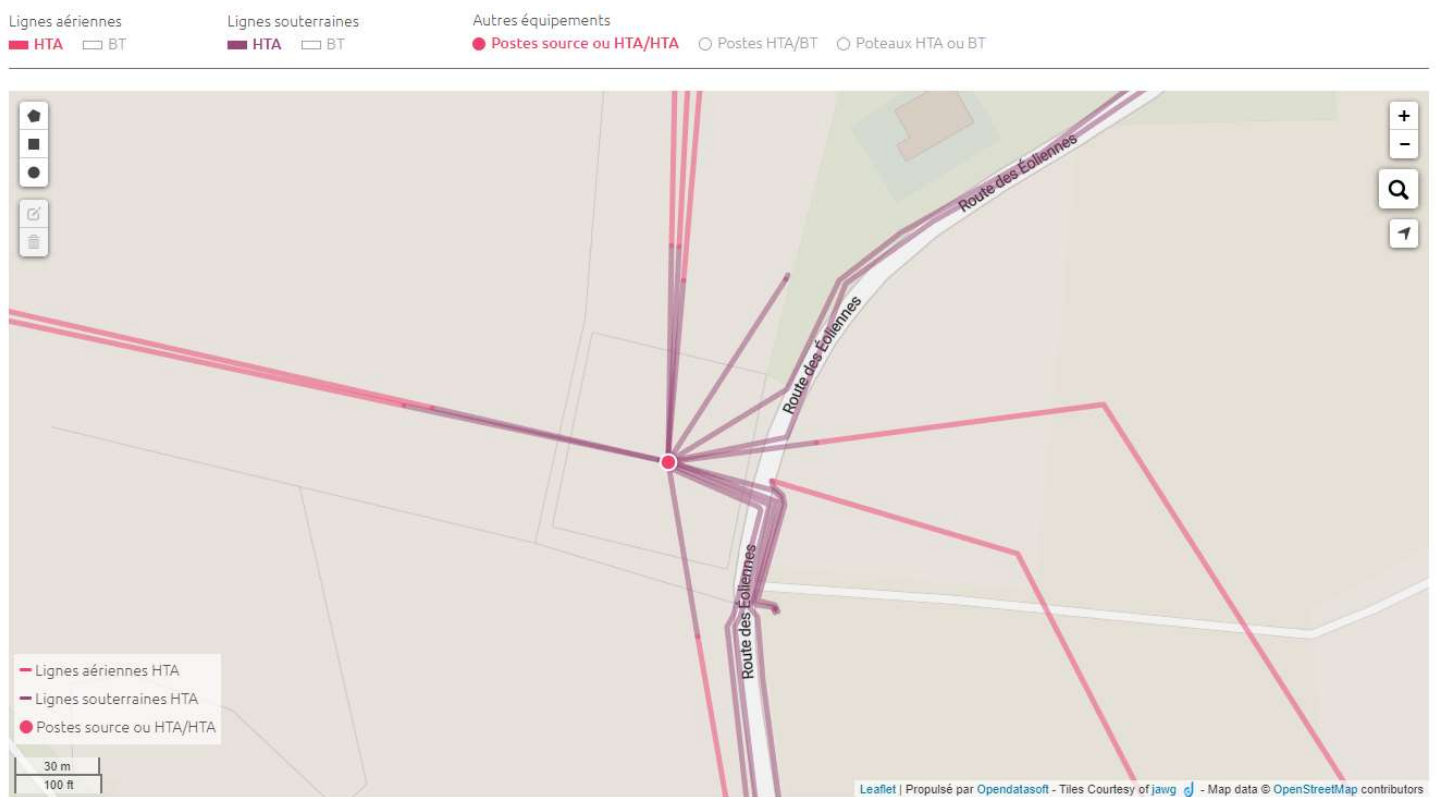 Lignes aériennes
HTA BT
Lignes souterraines
HTA BT
Autres équipements
Postes source ou HTA/HTA Postes HTA/BT Poteaux HTA ou BT
+
-
Route des Éoliennes
Route des Éoliennes
Route des Éoliennes
Lignes aériennes HTA
Lignes souterraines HTA
Postes source ou HTA/HTA
30 m
100 ft
Leaflet | Propulsé par Opendatasoft - Tiles Courtesy of jawg - Map data © OpenStreetMap contributors